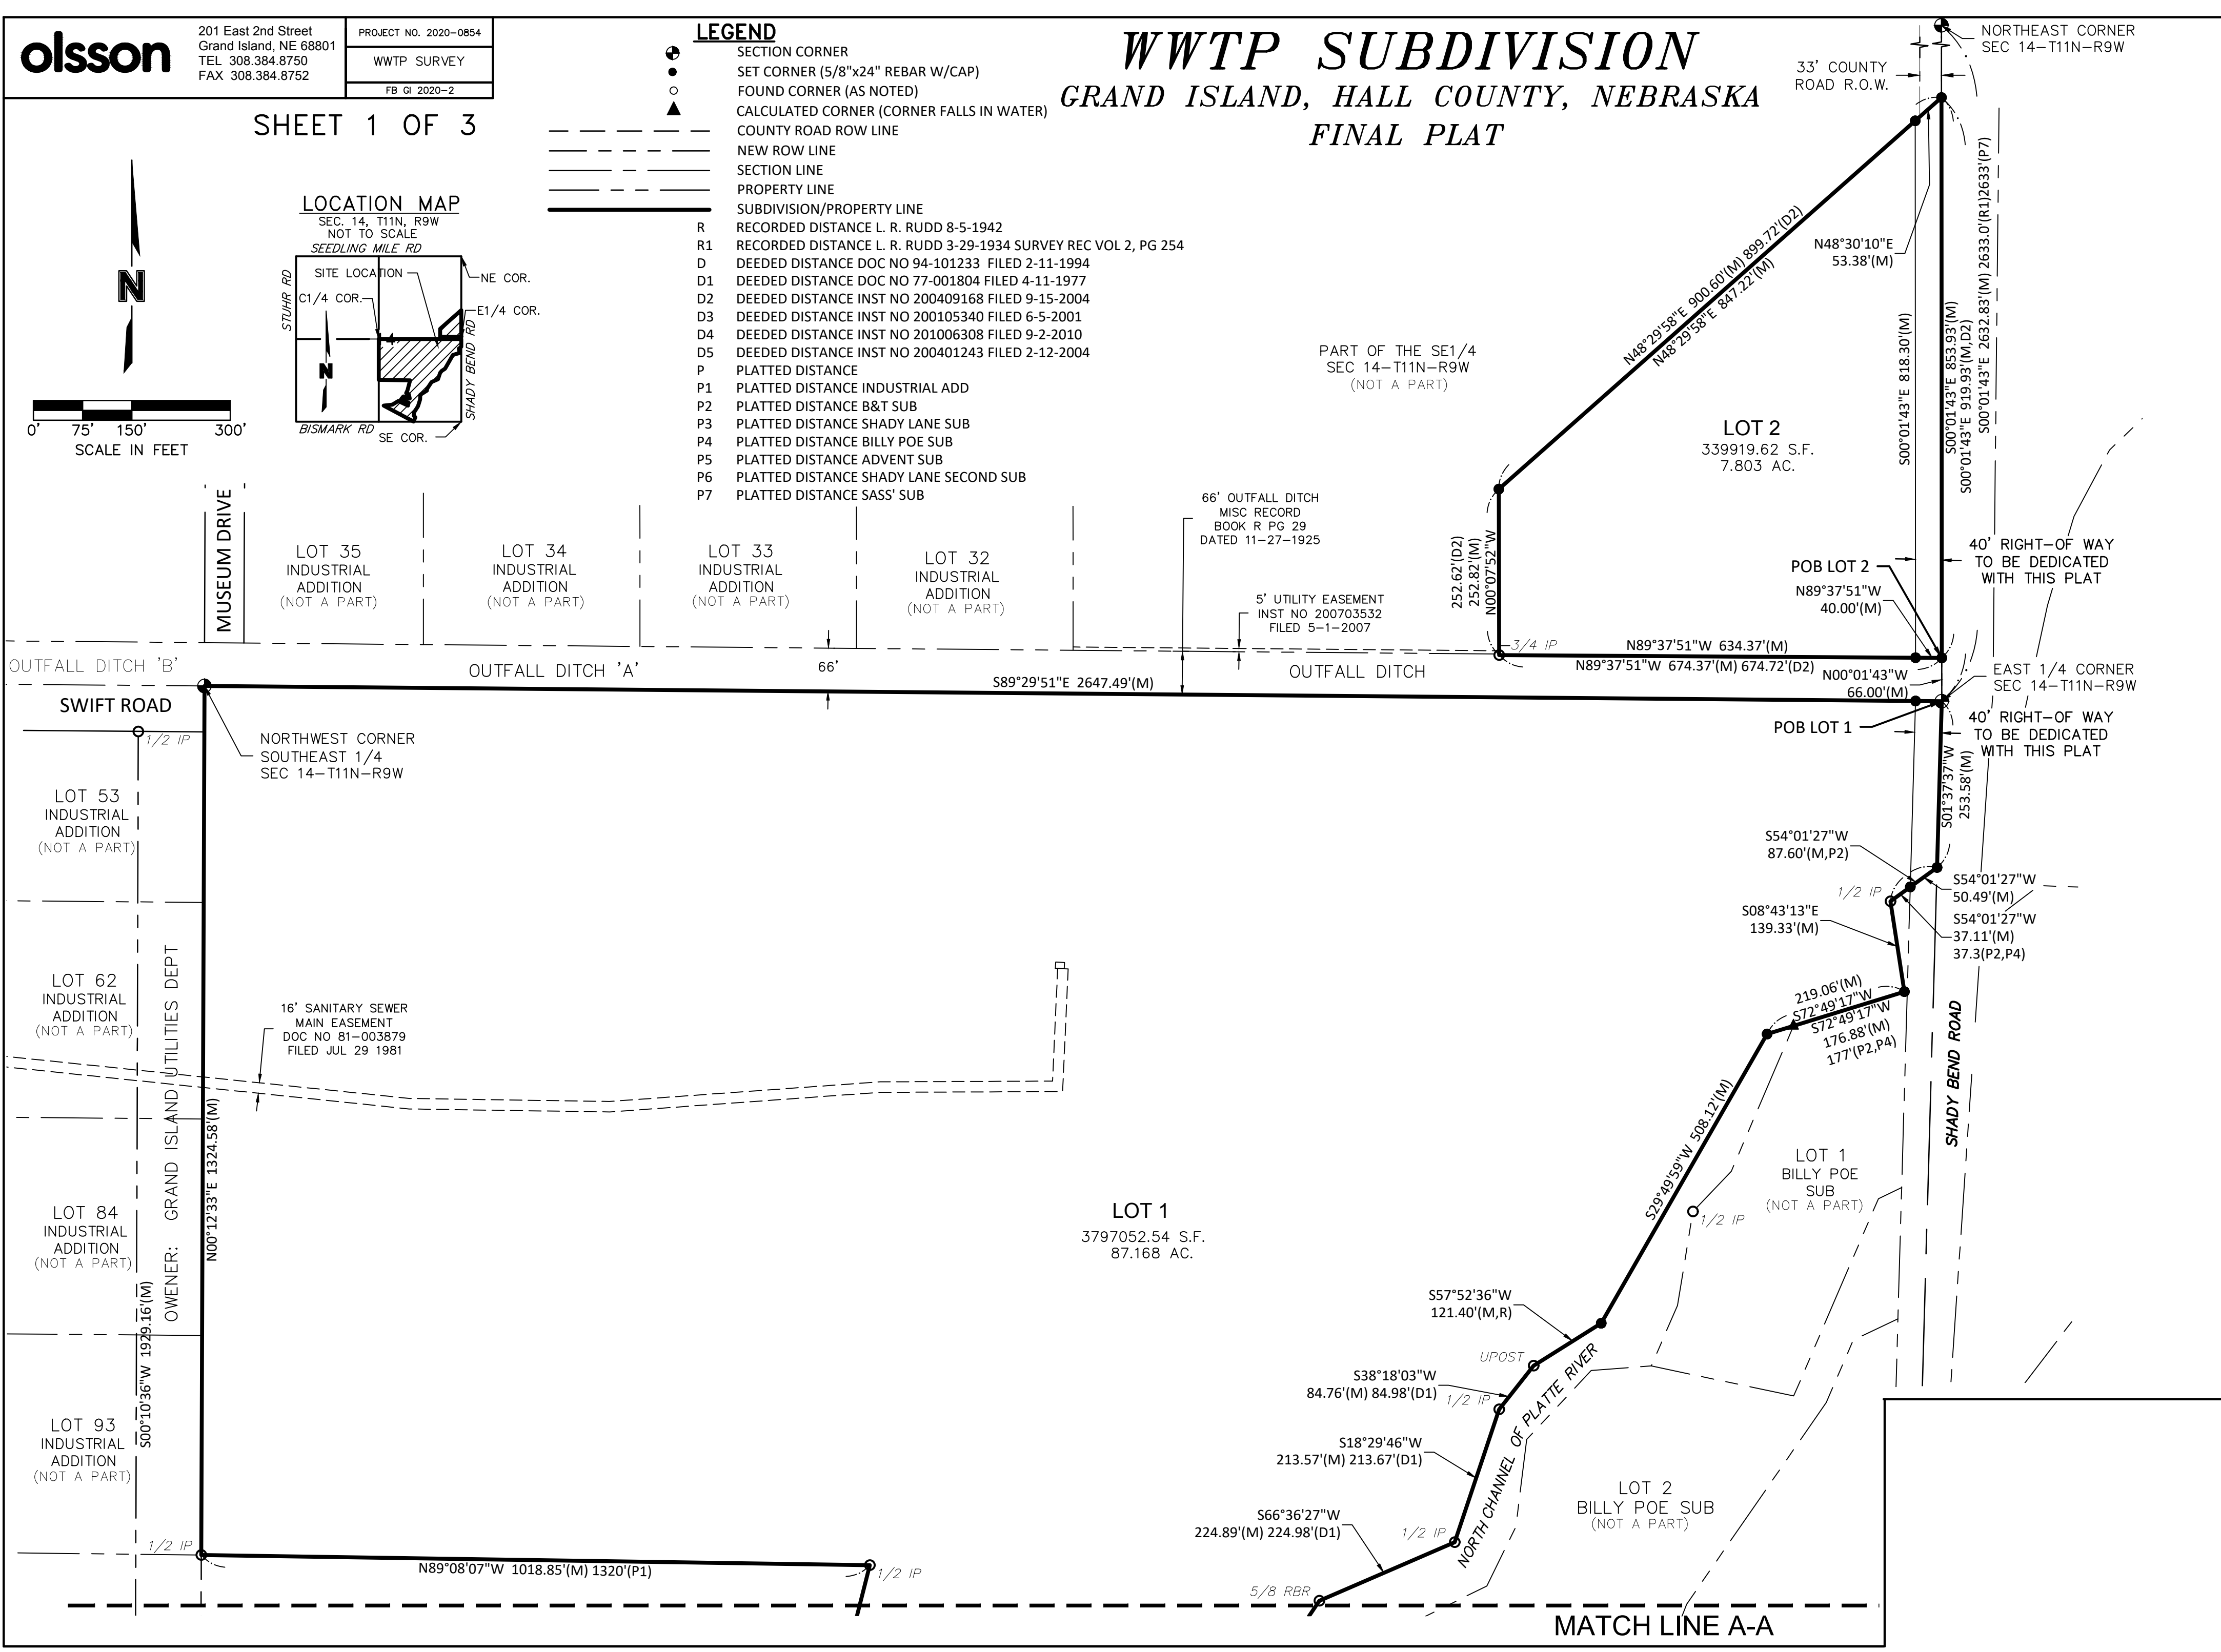 olsson
201 East 2nd Street
Grand Island, NE 68801
TEL 308.384.8750
FAX 308.384.8752
PROJECT NO. 2020-0854
WWTP SURVEY
FB GI 2020-2
SHEET 1 OF 3
LEGEND
SECTION CORNER
SET CORNER (5/8"x24" REBAR W/CAP)
FOUND CORNER (AS NOTED)
CALCULATED CORNER (CORNER FALLS IN WATER)
COUNTY ROAD ROW LINE
NEW ROW LINE
SECTION LINE
PROPERTY LINE
SUBDIVISION/PROPERTY LINE
R RECORDED DISTANCE L. R. RUDD 8-5-1942
R1 RECORDED DISTANCE L. R. RUDD 3-29-1934 SURVEY REC VOL 2, PG 254
D DEEDED DISTANCE DOC NO 94-101233 FILED 2-11-1994
D1 DEEDED DISTANCE DOC NO 77-001804 FILED 4-11-1977
D2 DEEDED DISTANCE INST NO 200409168 FILED 9-15-2004
D3 DEEDED DISTANCE INST NO 200105340 FILED 6-5-2001
D4 DEEDED DISTANCE INST NO 201006308 FILED 9-2-2010
D5 DEEDED DISTANCE INST NO 200401243 FILED 2-12-2004
P PLATTED DISTANCE
P1 PLATTED DISTANCE INDUSTRIAL ADD
P2 PLATTED DISTANCE B&T SUB
P3 PLATTED DISTANCE SHADY LANE SUB
P4 PLATTED DISTANCE BILLY POE SUB
P5 PLATTED DISTANCE ADVENT SUB
P6 PLATTED DISTANCE SHADY LANE SECOND SUB
P7 PLATTED DISTANCE SASS' SUB
WWTP SUBDIVISION
GRAND ISLAND, HALL COUNTY, NEBRASKA
FINAL PLAT
NORTHEAST CORNER
SEC 14-T11N-R9W
33' COUNTY
ROAD R.O.W.
N
0' 75' 150' 300'
SCALE IN FEET
LOCATION MAP
SEC. 14, T11N, R9W
NOT TO SCALE
SEEDLING MILE RD
SITE LOCATION
NE COR.
C1/4 COR.
E1/4 COR.
STUHR RD
SHADY BEND RD
N
BISMARK RD
SE COR.
N48°30'10"E
53.38'(M)
N48°29'58"E 900.60'(M) 899.72'(D2)
N48°29'58"E 847.22'(M)
PART OF THE SE1/4
SEC 14-T11N-R9W
(NOT A PART)
LOT 2
339919.62 S.F.
7.803 AC.
S00°01'43"E 818.30'(M)
S00°01'43"E 853.93'(M)
S00°01'43"E 919.93'(M,D2)
S00°01'43"E 2632.83'(M) 2633.0'(R1)2633'(P7)
252.62'(D2)
252.82'(M)
N00°07'52"W
66' OUTFALL DITCH
MISC RECORD
BOOK R PG 29
DATED 11-27-1925
5' UTILITY EASEMENT
INST NO 200703532
FILED 5-1-2007
POB LOT 2
N89°37'51"W
40.00'(M)
40' RIGHT-OF WAY
TO BE DEDICATED
WITH THIS PLAT
MUSEUM DRIVE
LOT 35
INDUSTRIAL
ADDITION
(NOT A PART)
LOT 34
INDUSTRIAL
ADDITION
(NOT A PART)
LOT 33
INDUSTRIAL
ADDITION
(NOT A PART)
LOT 32
INDUSTRIAL
ADDITION
(NOT A PART)
3/4 IP
N89°37'51"W 634.37'(M)
N89°37'51"W 674.37'(M) 674.72'(D2)
OUTFALL DITCH 'B'
OUTFALL DITCH 'A'
66'
OUTFALL DITCH
N00°01'43"W
66.00'(M)
EAST 1/4 CORNER
SEC 14-T11N-R9W
S89°29'51"E 2647.49'(M)
SWIFT ROAD
1/2 IP
NORTHWEST CORNER
SOUTHEAST 1/4
SEC 14-T11N-R9W
POB LOT 1
40' RIGHT-OF WAY
TO BE DEDICATED
WITH THIS PLAT
S01°37'37"W
253.58'(M)
LOT 53
INDUSTRIAL
ADDITION
(NOT A PART)
S54°01'27"W
87.60'(M,P2)
1/2 IP
S54°01'27"W
50.49'(M)
S54°01'27"W
37.11'(M)
37.3(P2,P4)
S08°43'13"E
139.33'(M)
219.06'(M)
S72°49'17"W
S72°49'17"W
176.88'(M)
177'(P2,P4)
LOT 62
INDUSTRIAL
ADDITION
(NOT A PART)
16' SANITARY SEWER
MAIN EASEMENT
DOC NO 81-003879
FILED JUL 29 1981
OWENER: GRAND ISLAND UTILITIES DEPT
N00°12'33"E 1324.58'(M)
S00°10'36"W 1929.16'(M)
SHADY BEND ROAD
S29°49'59"W 508.12'(M)
LOT 1
BILLY POE
SUB
(NOT A PART)
1/2 IP
LOT 84
INDUSTRIAL
ADDITION
(NOT A PART)
LOT 1
3797052.54 S.F.
87.168 AC.
S57°52'36"W
121.40'(M,R)
UPOST
S38°18'03"W
84.76'(M) 84.98'(D1)
1/2 IP
NORTH CHANNEL OF PLATTE RIVER
LOT 93
INDUSTRIAL
ADDITION
(NOT A PART)
S18°29'46"W
213.57'(M) 213.67'(D1)
LOT 2
BILLY POE SUB
(NOT A PART)
S66°36'27"W
224.89'(M) 224.98'(D1)
1/2 IP
1/2 IP
N89°08'07"W 1018.85'(M) 1320'(P1)
1/2 IP
5/8 RBR
MATCH LINE A-A